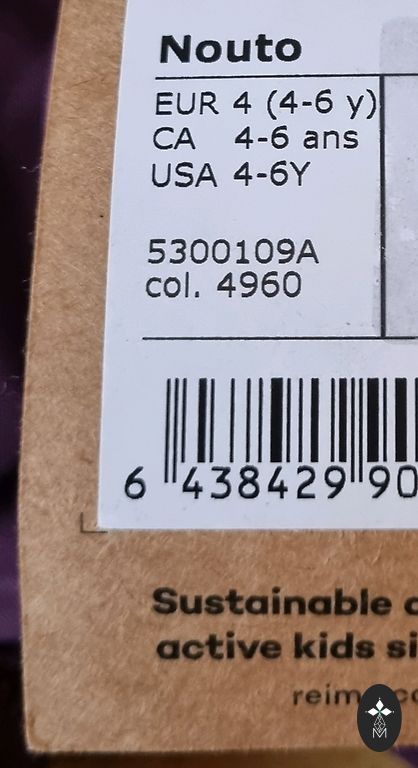 Nouto
EUR 4 (4-6 y)
CA 4-6 ans
USA 4-6Y
5300109A
col. 4960
6 438429 90
Sustainable
active kids